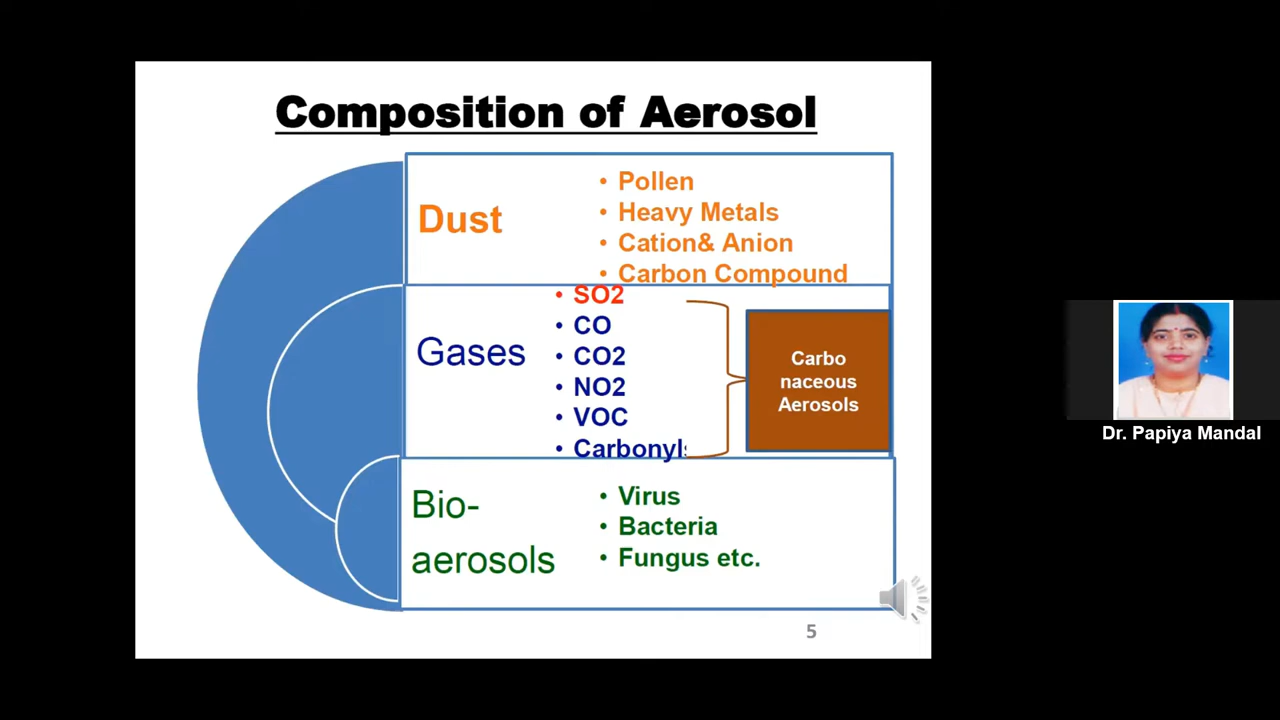 Composition of Aerosol
Dust
• Pollen
• Heavy Metals
• Cation& Anion
• Carbon Compound
Gases
• SO2
• CO
• CO2
• NO2
• VOC
• Carbonyls
Carbo
naceous
Aerosols
Bio-
aerosols
• Virus
• Bacteria
• Fungus etc.
5
Dr. Papiya Mandal